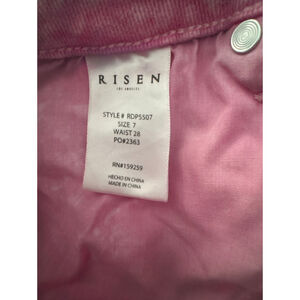 RISEN
LOS ANGELES
STYLE# RDP5507
SIZE 7
WAIST 28
PO#2363
RN#159259
HECHO EN CHINA
MADE IN CHINA